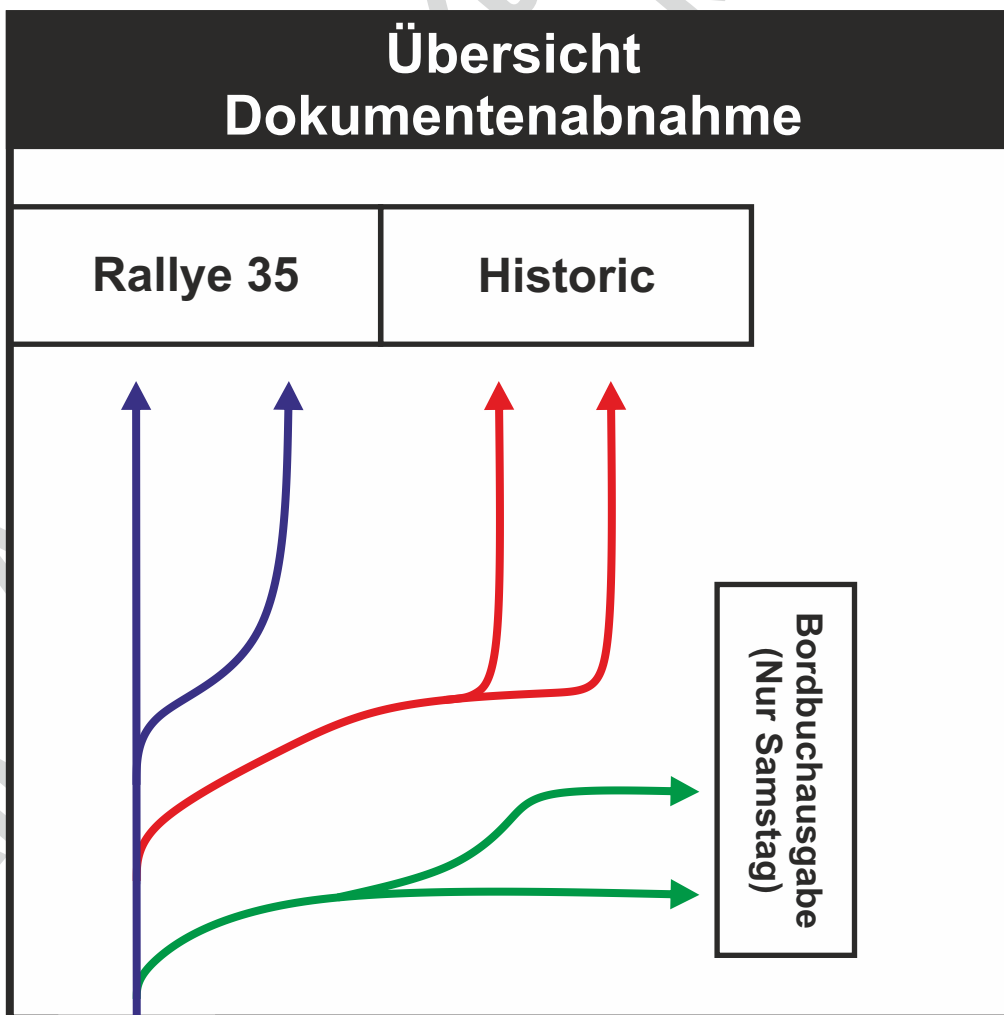 Übersicht
Dokumentenabnahme
Rallye 35
Historic
Bordbuchausgabe
(Nur Samstag)